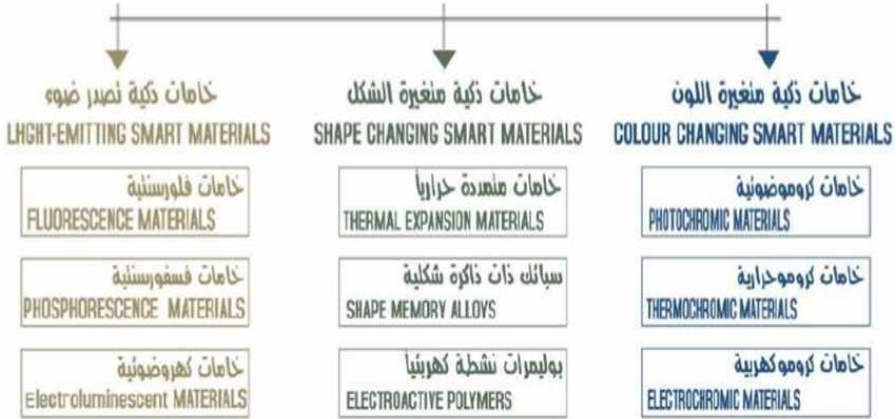 خامات ذكية تصدر ضوء
LHGHT-EMITTING SMART MATERIALS
خامات فلورسنتية
FLUORESCENCE MATERIALS
خامات فسفورسنتية
PHOSPHORESCENCE MATERIALS
خامات كهروضوئية
Electroluminescent MATERIALS
خامات ذكية متغيرة الشكل
SHAPE CHANGING SMART MATERIALS
خامات متمددة حرارياً
THERMAL EXPANSION MATERIALS
سبائك ذات ذاكرة شكلية
SHAPE MEMORY ALLOYS
بوليمرات نشطة كهربئياً
ELECTROACTIVE POLYMERS
خامات ذكية متغيرة اللون
COLOUR CHANGING SMART MATERIALS
خامات كروموضوئية
PHOTOCHROMIC MATERIALS
خامات كروموحرارية
THERMOCHROMIC MATERIALS
خامات كروموكهربية
ELECTROCHROMIC MATERIALS